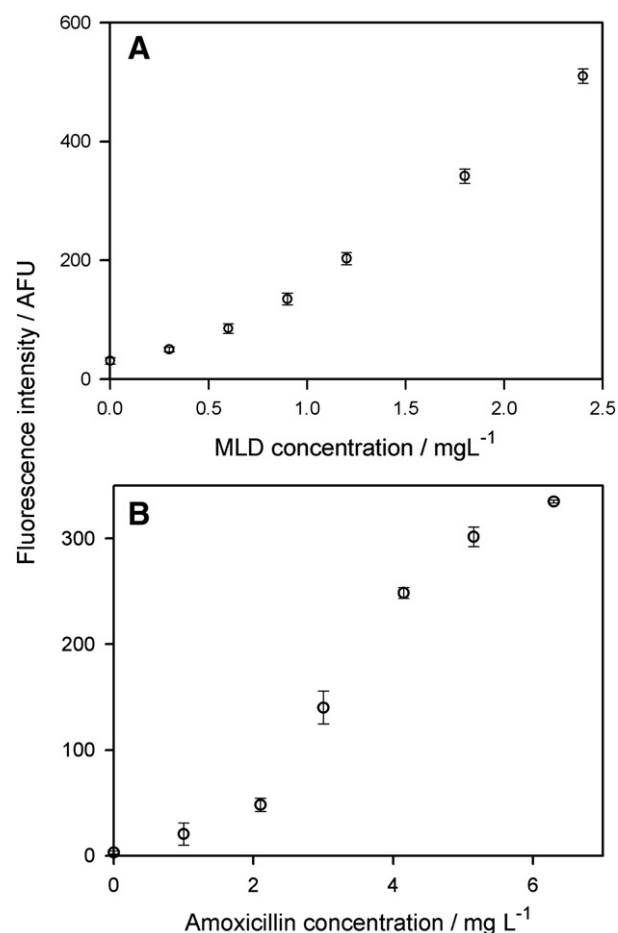 A
600
400
200
0
0.0 0.5 1.0 1.5 2.0 2.5
MLD concentration / mgL⁻¹
Fluorescence intensity / AFU
B
300
200
100
0
0 2 4 6
Amoxicillin concentration / mg L⁻¹